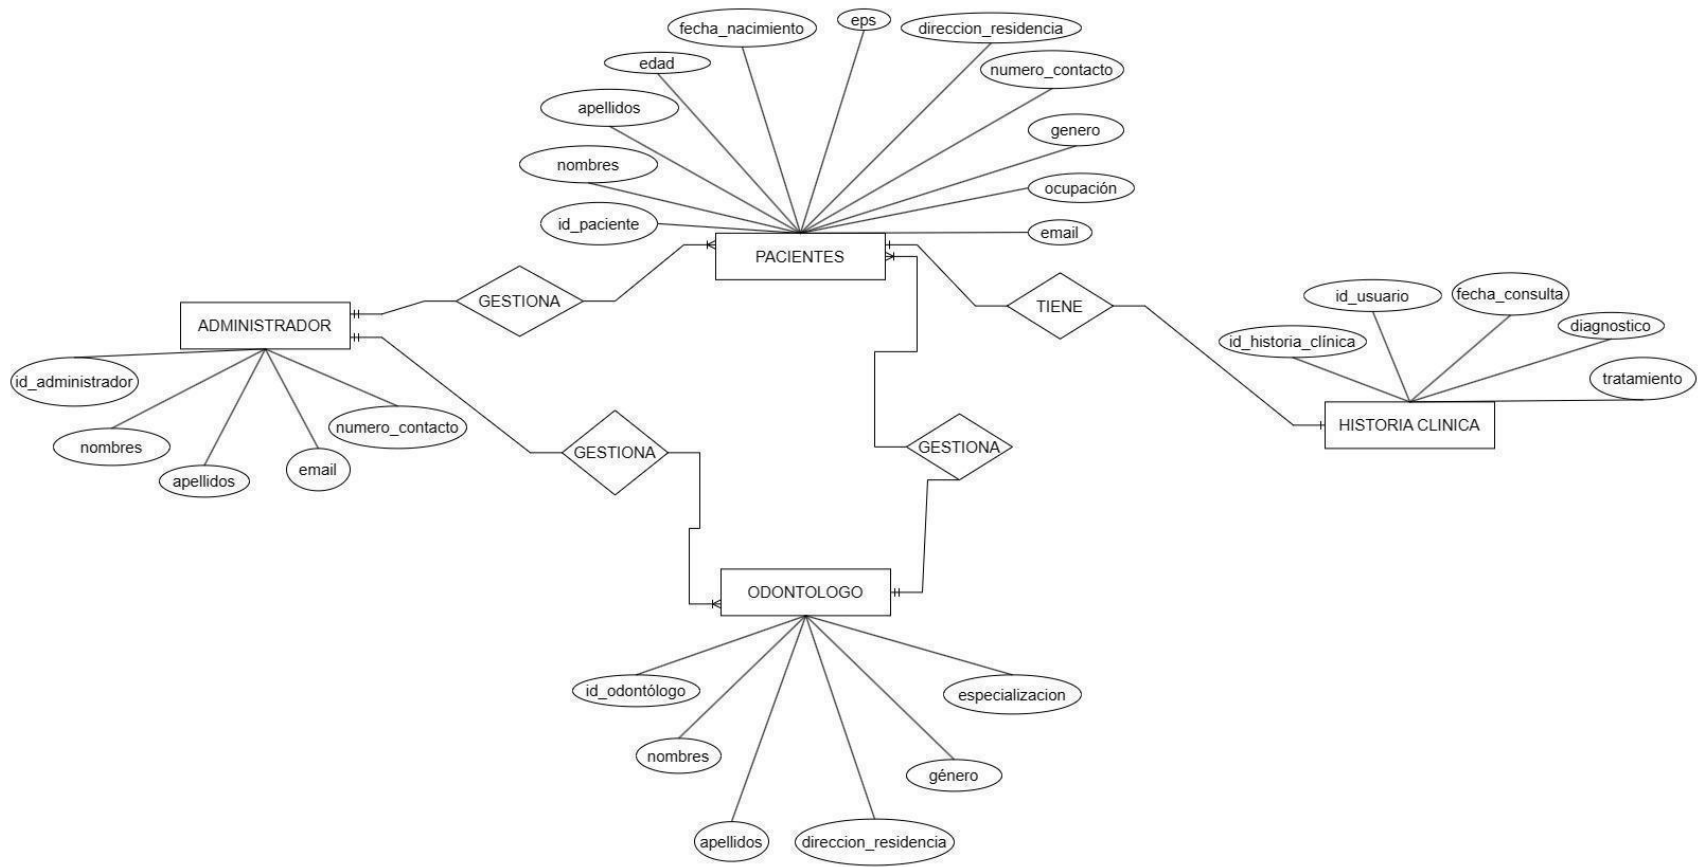 fecha_nacimiento
eps
direccion_residencia
edad
numero_contacto
apellidos
genero
nombres
ocupación
id_paciente
email
PACIENTES
GESTIONA
TIENE
id_usuario
fecha_consulta
id_historia_clínica
diagnostico
tratamiento
HISTORIA CLINICA
ADMINISTRADOR
id_administrador
nombres
apellidos
email
numero_contacto
GESTIONA
GESTIONA
ODONTOLOGO
id_odontólogo
especializacion
nombres
género
apellidos
direccion_residencia